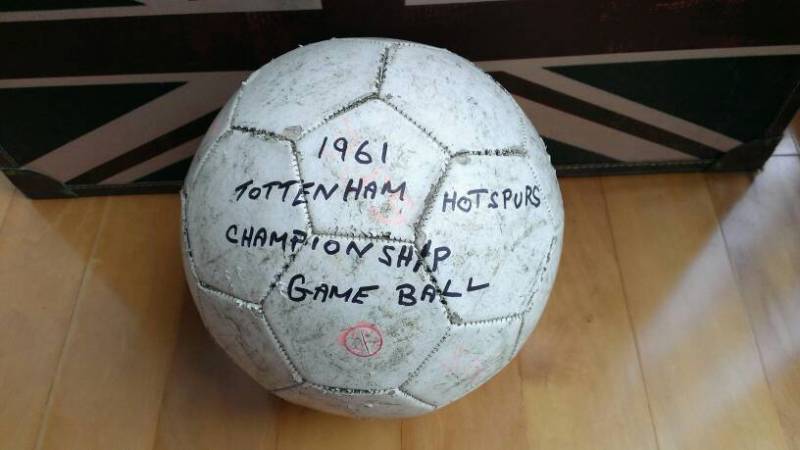 1961
TOTTENHAM HOTSPURS
CHAMPIONSHIP
GAME BALL